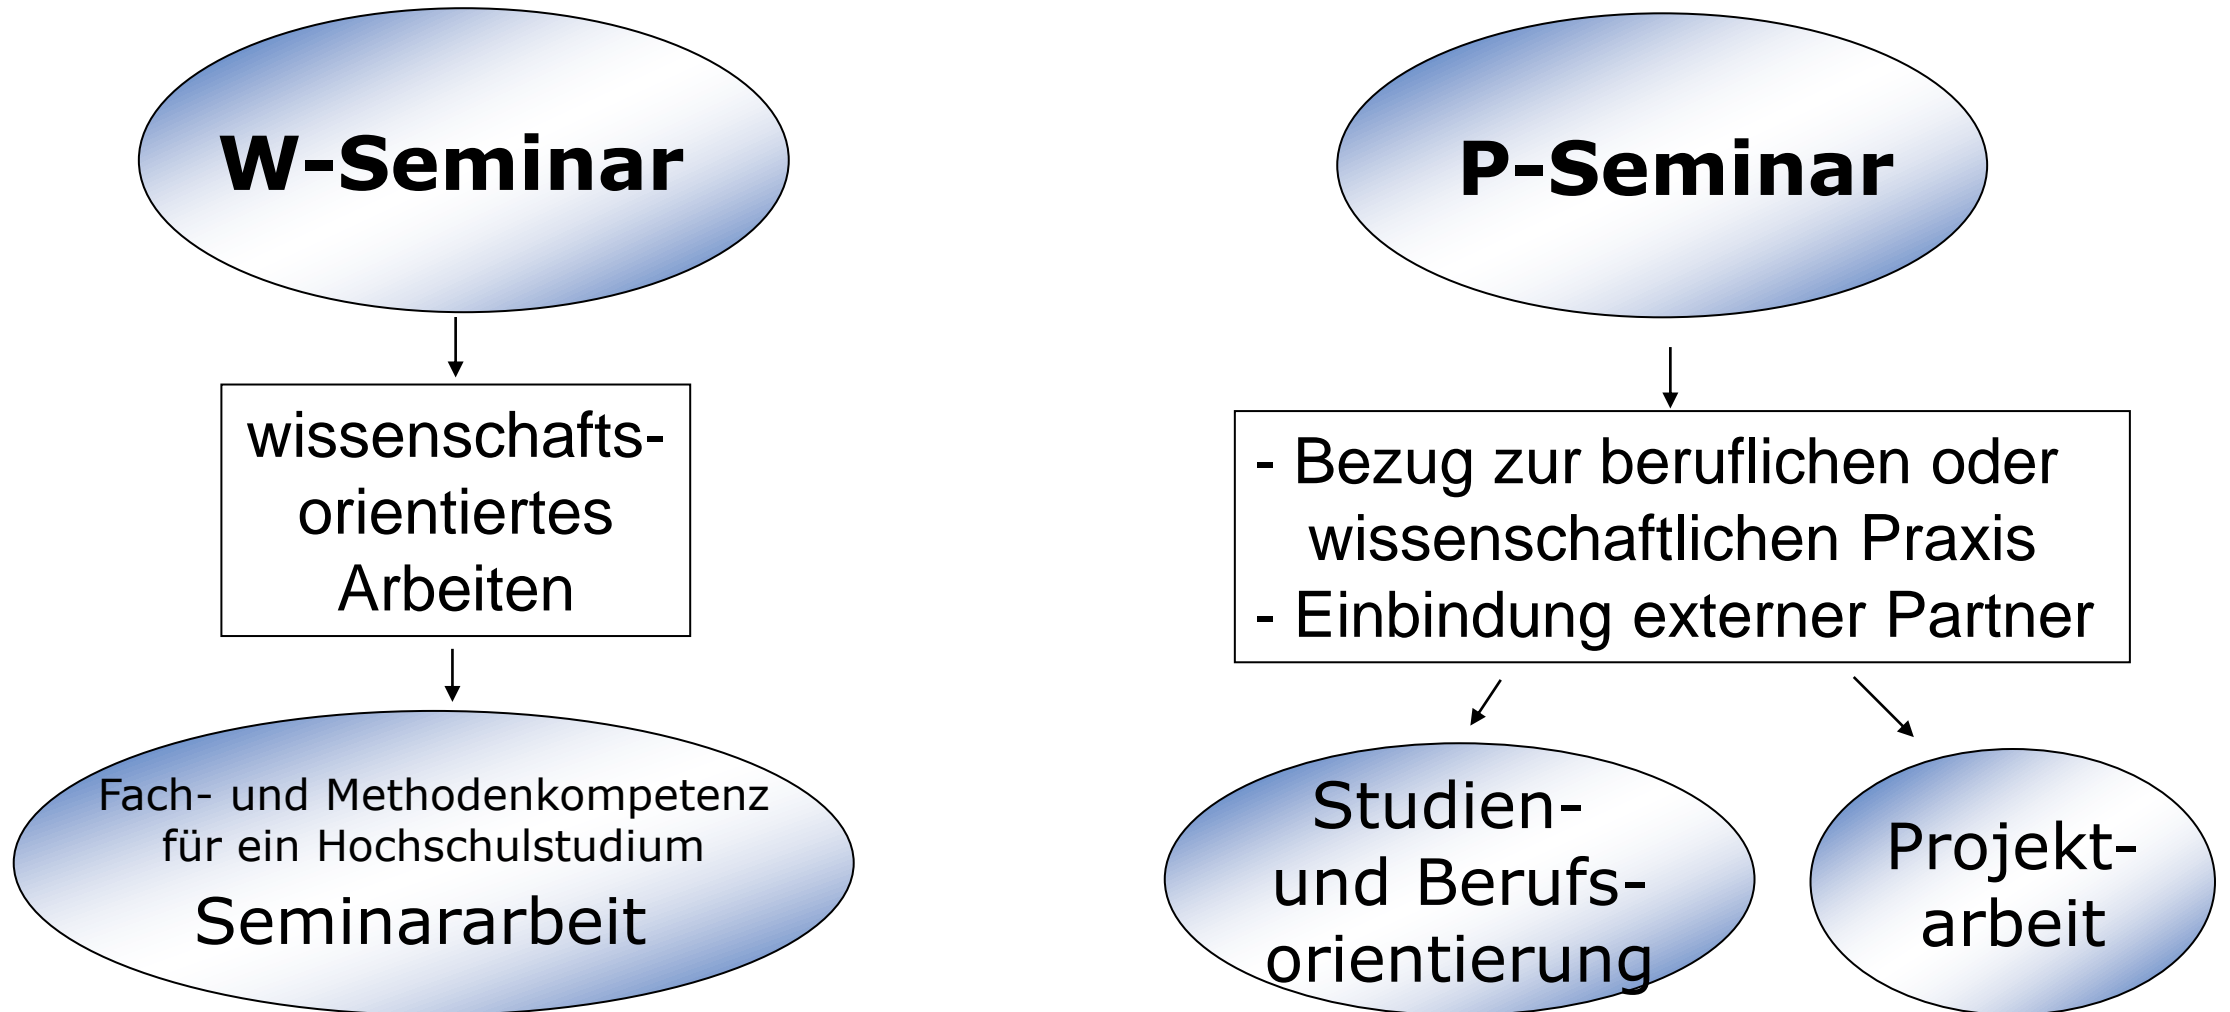 W-Seminar
wissenschafts-
orientiertes
Arbeiten
Fach- und Methodenkompetenz
für ein Hochschulstudium
Seminararbeit
P-Seminar
- Bezug zur beruflichen oder
wissenschaftlichen Praxis
- Einbindung externer Partner
Studien-
und Berufs-
orientierung
Projekt-
arbeit